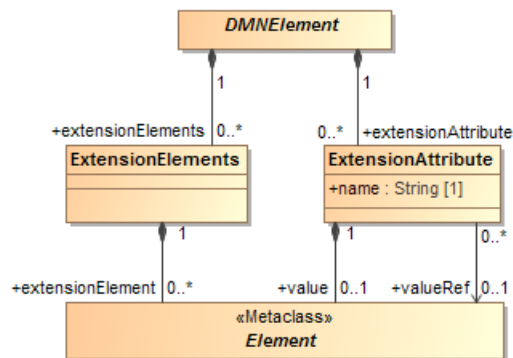 DMNElement
1 1
+extensionElements 0..* 0..* +extensionAttribute
ExtensionElements ExtensionAttribute
+name : String [1]
1 1 0..*
+extensionElement 0..* +value 0..1 +valueRef 0..1
«Metaclass»
Element